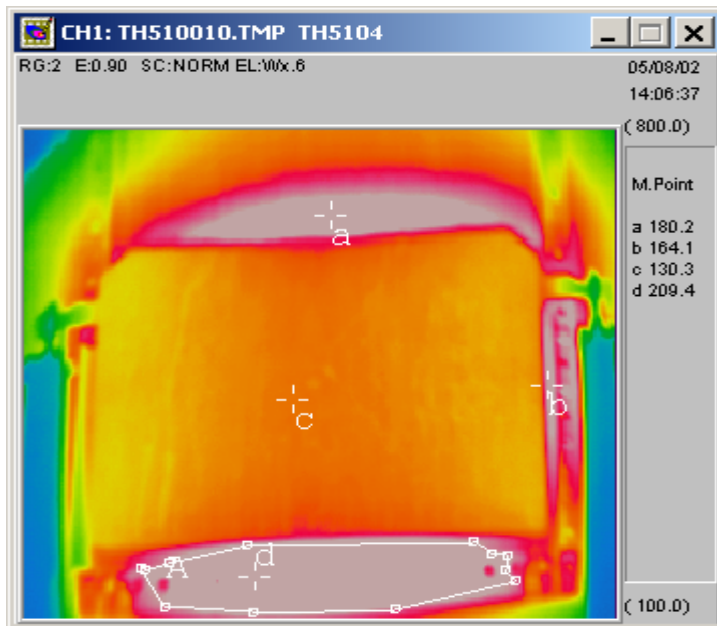 CH1: TH510010.TMP TH5104
RG:2 E:0.90 SC:NORM EL:Wx.6
05/08/02
14:06:37
( 800.0)
M.Point
a 180.2
b 164.1
c 130.3
d 209.4
a
b
c
d
A
( 100.0)